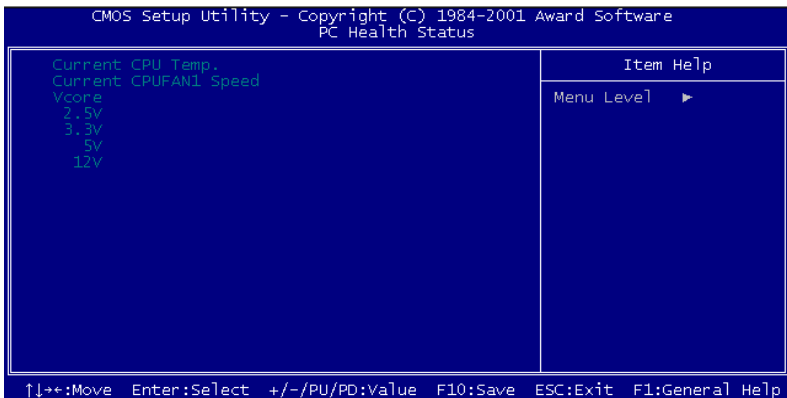 CMOS Setup Utility - Copyright (C) 1984-2001 Award Software
PC Health Status
Current CPU Temp.
Current CPUFAN1 Speed
Vcore
2.5V
3.3V
5V
12V
Item Help
Menu Level ►
↑↓→←:Move Enter:Select +/-/PU/PD:Value F10:Save ESC:Exit F1:General Help